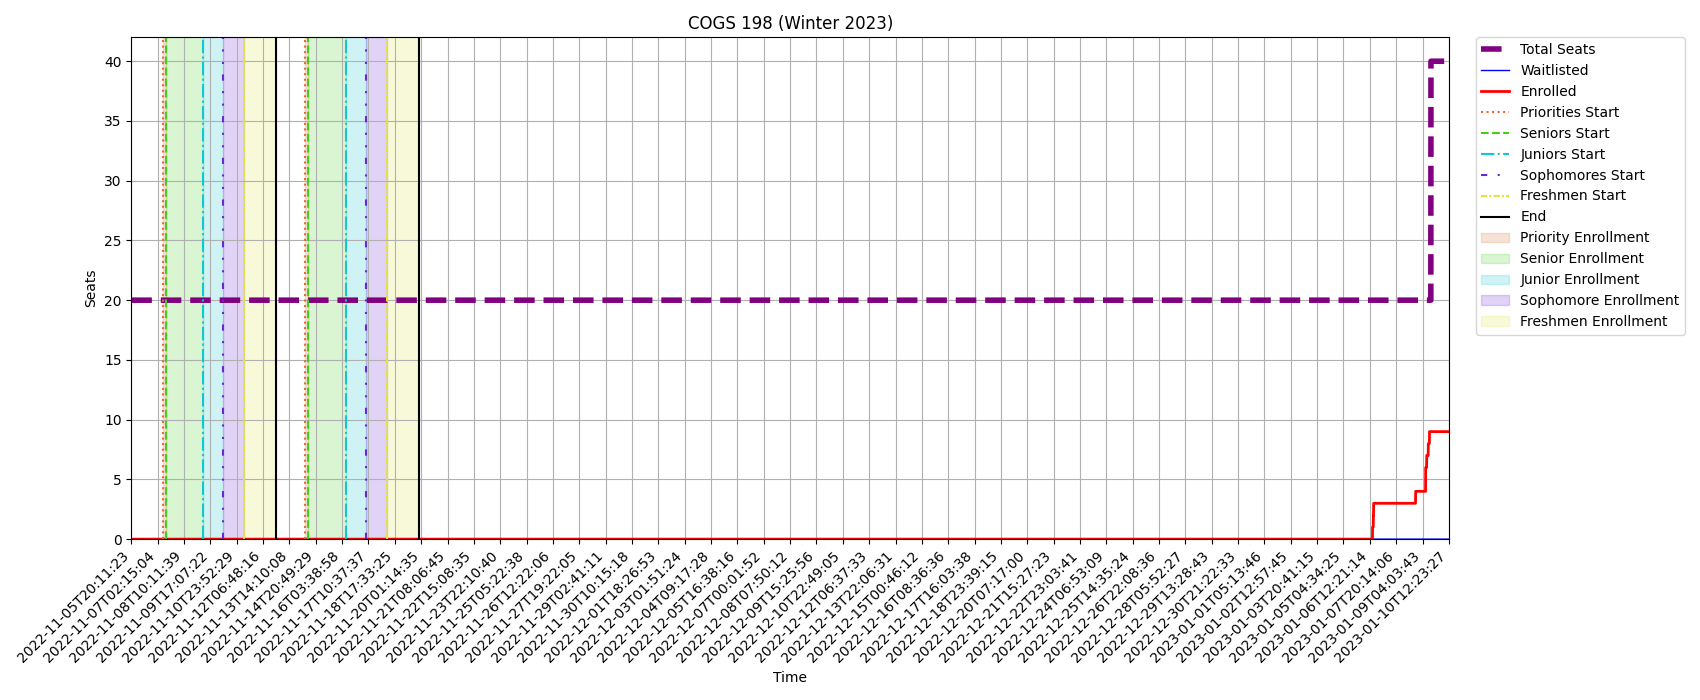 COGS 198 (Winter 2023)
Seats
40
35
30
25
20
15
10
5
0
2022-11-05T20:11:23
2022-11-07T02:15:04
2022-11-08T10:11:39
2022-11-09T17:07:22
2022-11-10T23:52:29
2022-11-12T06:48:16
2022-11-13T14:10:08
2022-11-14T20:49:29
2022-11-16T03:38:58
2022-11-17T10:37:37
2022-11-18T17:33:25
2022-11-20T01:14:35
2022-11-21T08:06:45
2022-11-22T15:08:35
2022-11-23T22:10:40
2022-11-25T05:22:38
2022-11-26T12:22:06
2022-11-27T19:22:05
2022-11-29T02:41:11
2022-11-30T10:15:18
2022-12-01T18:26:53
2022-12-03T01:51:24
2022-12-04T09:17:28
2022-12-05T16:38:16
2022-12-07T00:01:52
2022-12-08T07:50:12
2022-12-09T15:25:56
2022-12-10T22:49:05
2022-12-12T06:37:33
2022-12-13T22:06:31
2022-12-15T00:46:12
2022-12-16T08:36:36
2022-12-17T16:03:38
2022-12-18T23:39:15
2022-12-20T07:17:00
2022-12-21T15:27:23
2022-12-22T23:03:41
2022-12-24T06:53:09
2022-12-25T14:35:24
2022-12-26T22:08:36
2022-12-28T05:52:27
2022-12-29T13:28:43
2022-12-30T21:22:33
2023-01-01T05:13:46
2023-01-02T12:57:45
2023-01-03T20:41:15
2023-01-05T04:34:25
2023-01-06T12:21:14
2023-01-07T20:14:06
2023-01-09T04:03:43
2023-01-10T12:23:27
Time
Total Seats
Waitlisted
Enrolled
Priorities Start
Seniors Start
Juniors Start
Sophomores Start
Freshmen Start
End
Priority Enrollment
Senior Enrollment
Junior Enrollment
Sophomore Enrollment
Freshmen Enrollment